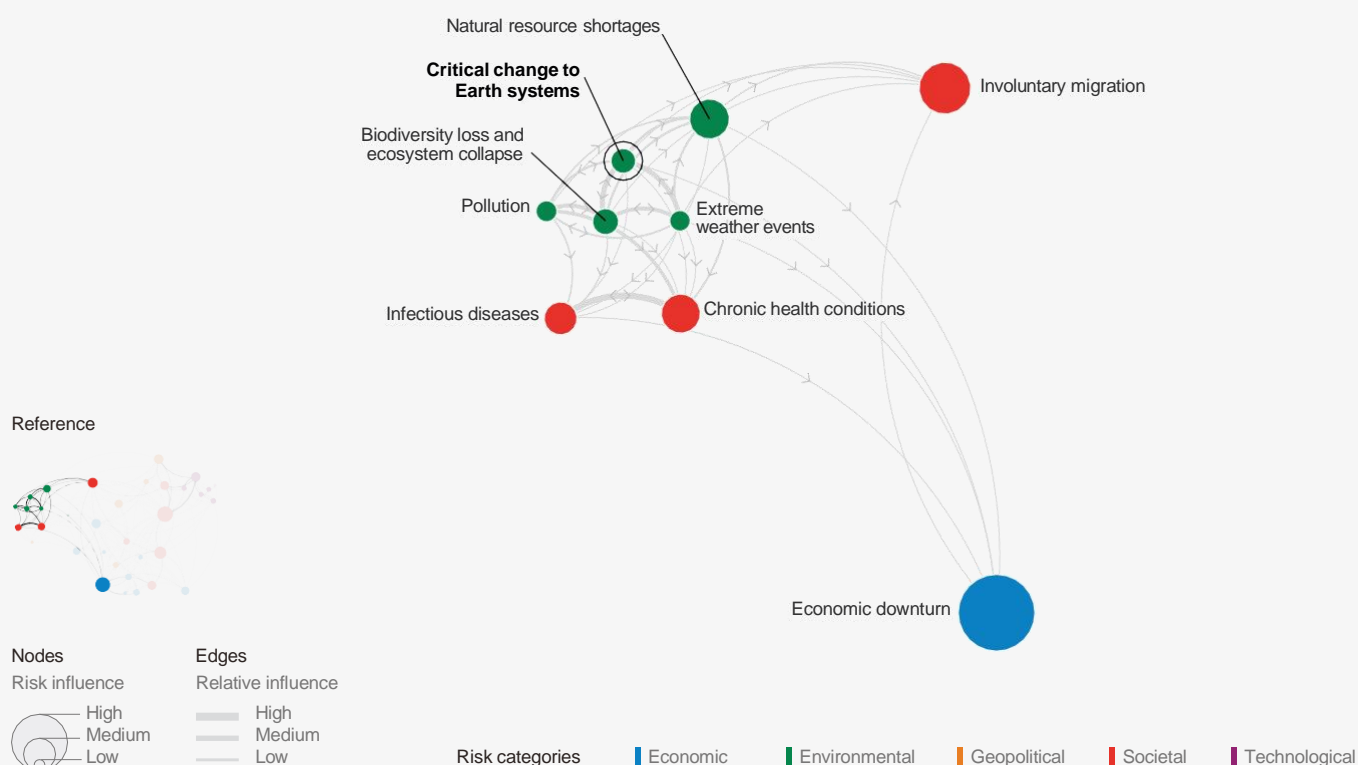 Natural resource shortages
Critical change to
Earth systems
Involuntary migration
Biodiversity loss and
ecosystem collapse
Pollution
Extreme
weather events
Infectious diseases
Chronic health conditions
Reference
Economic downturn
Nodes
Risk influence
High
Medium
Low
Edges
Relative influence
High
Medium
Low
Risk categories
Economic
Environmental
Geopolitical
Societal
Technological